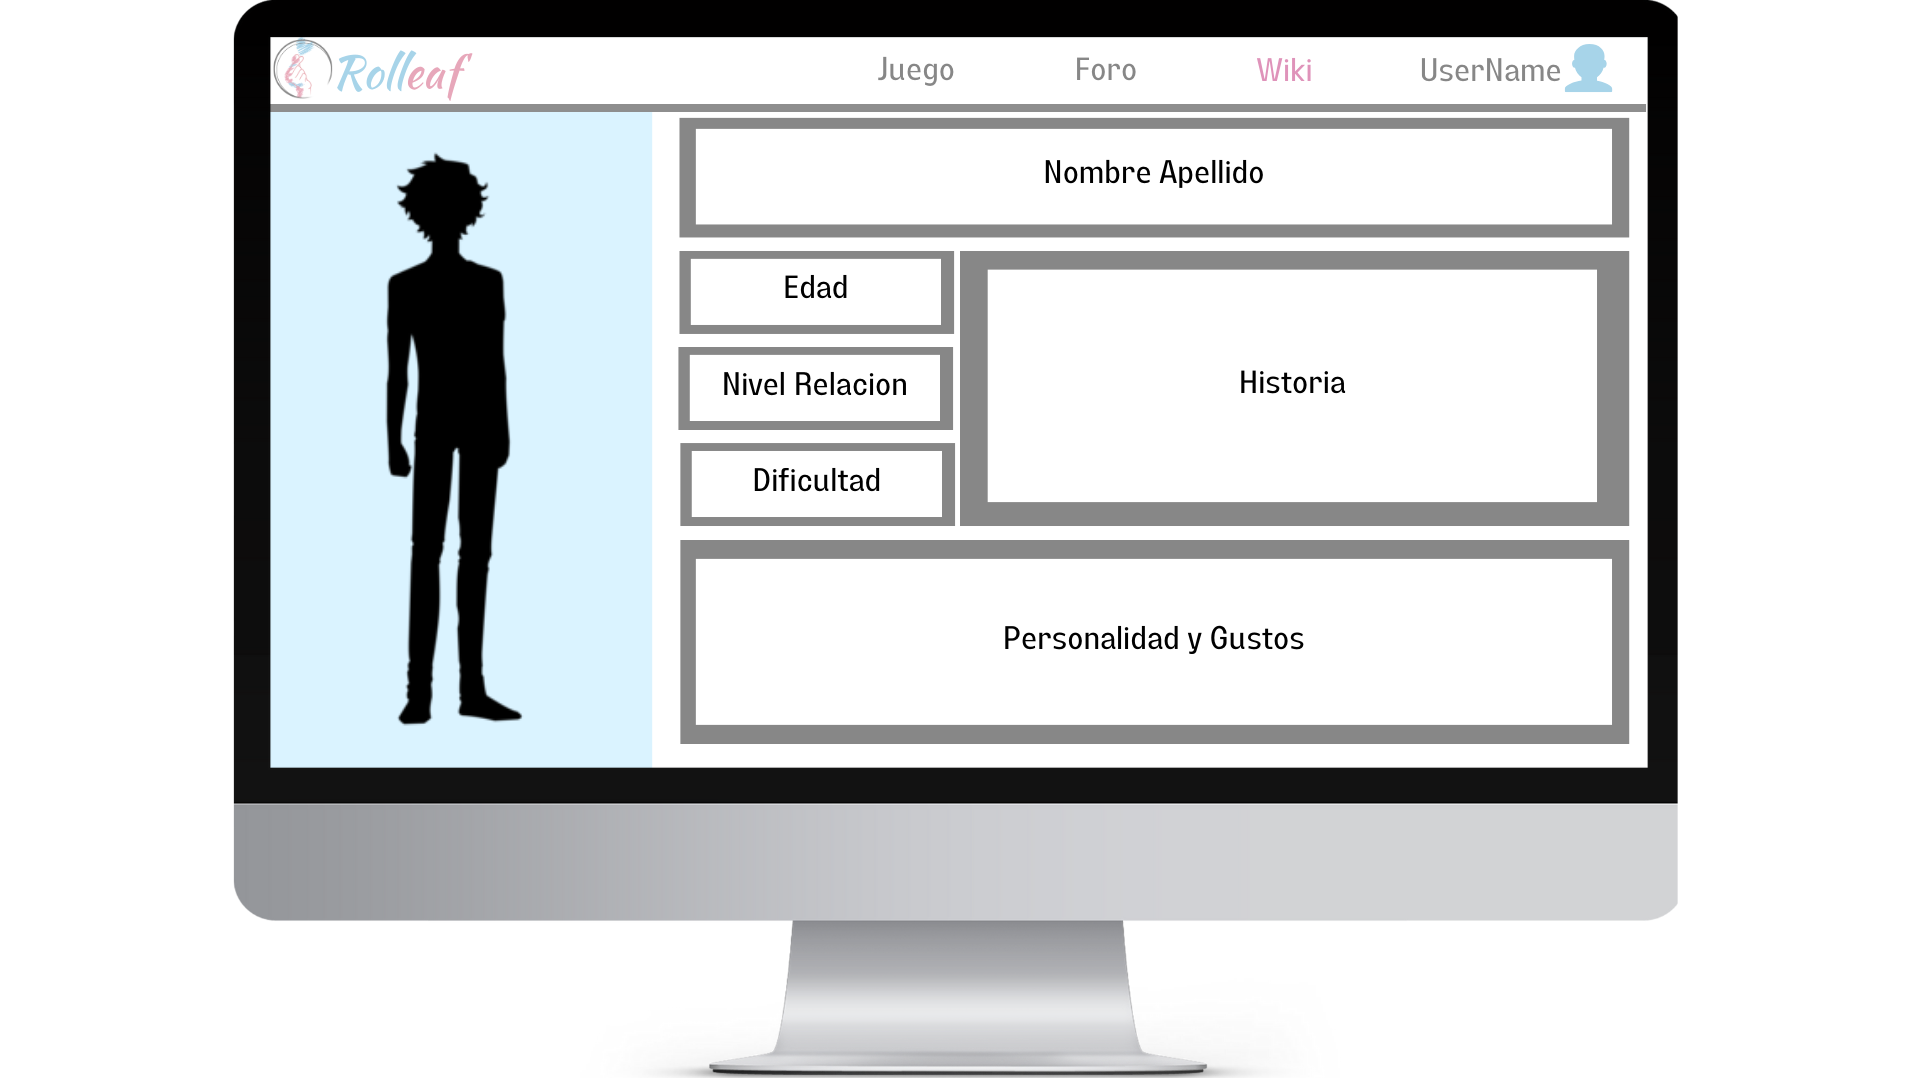 Rolleaf
Juego
Foro
Wiki
UserName
Nombre Apellido
Edad
Nivel Relacion
Dificultad
Historia
Personalidad y Gustos